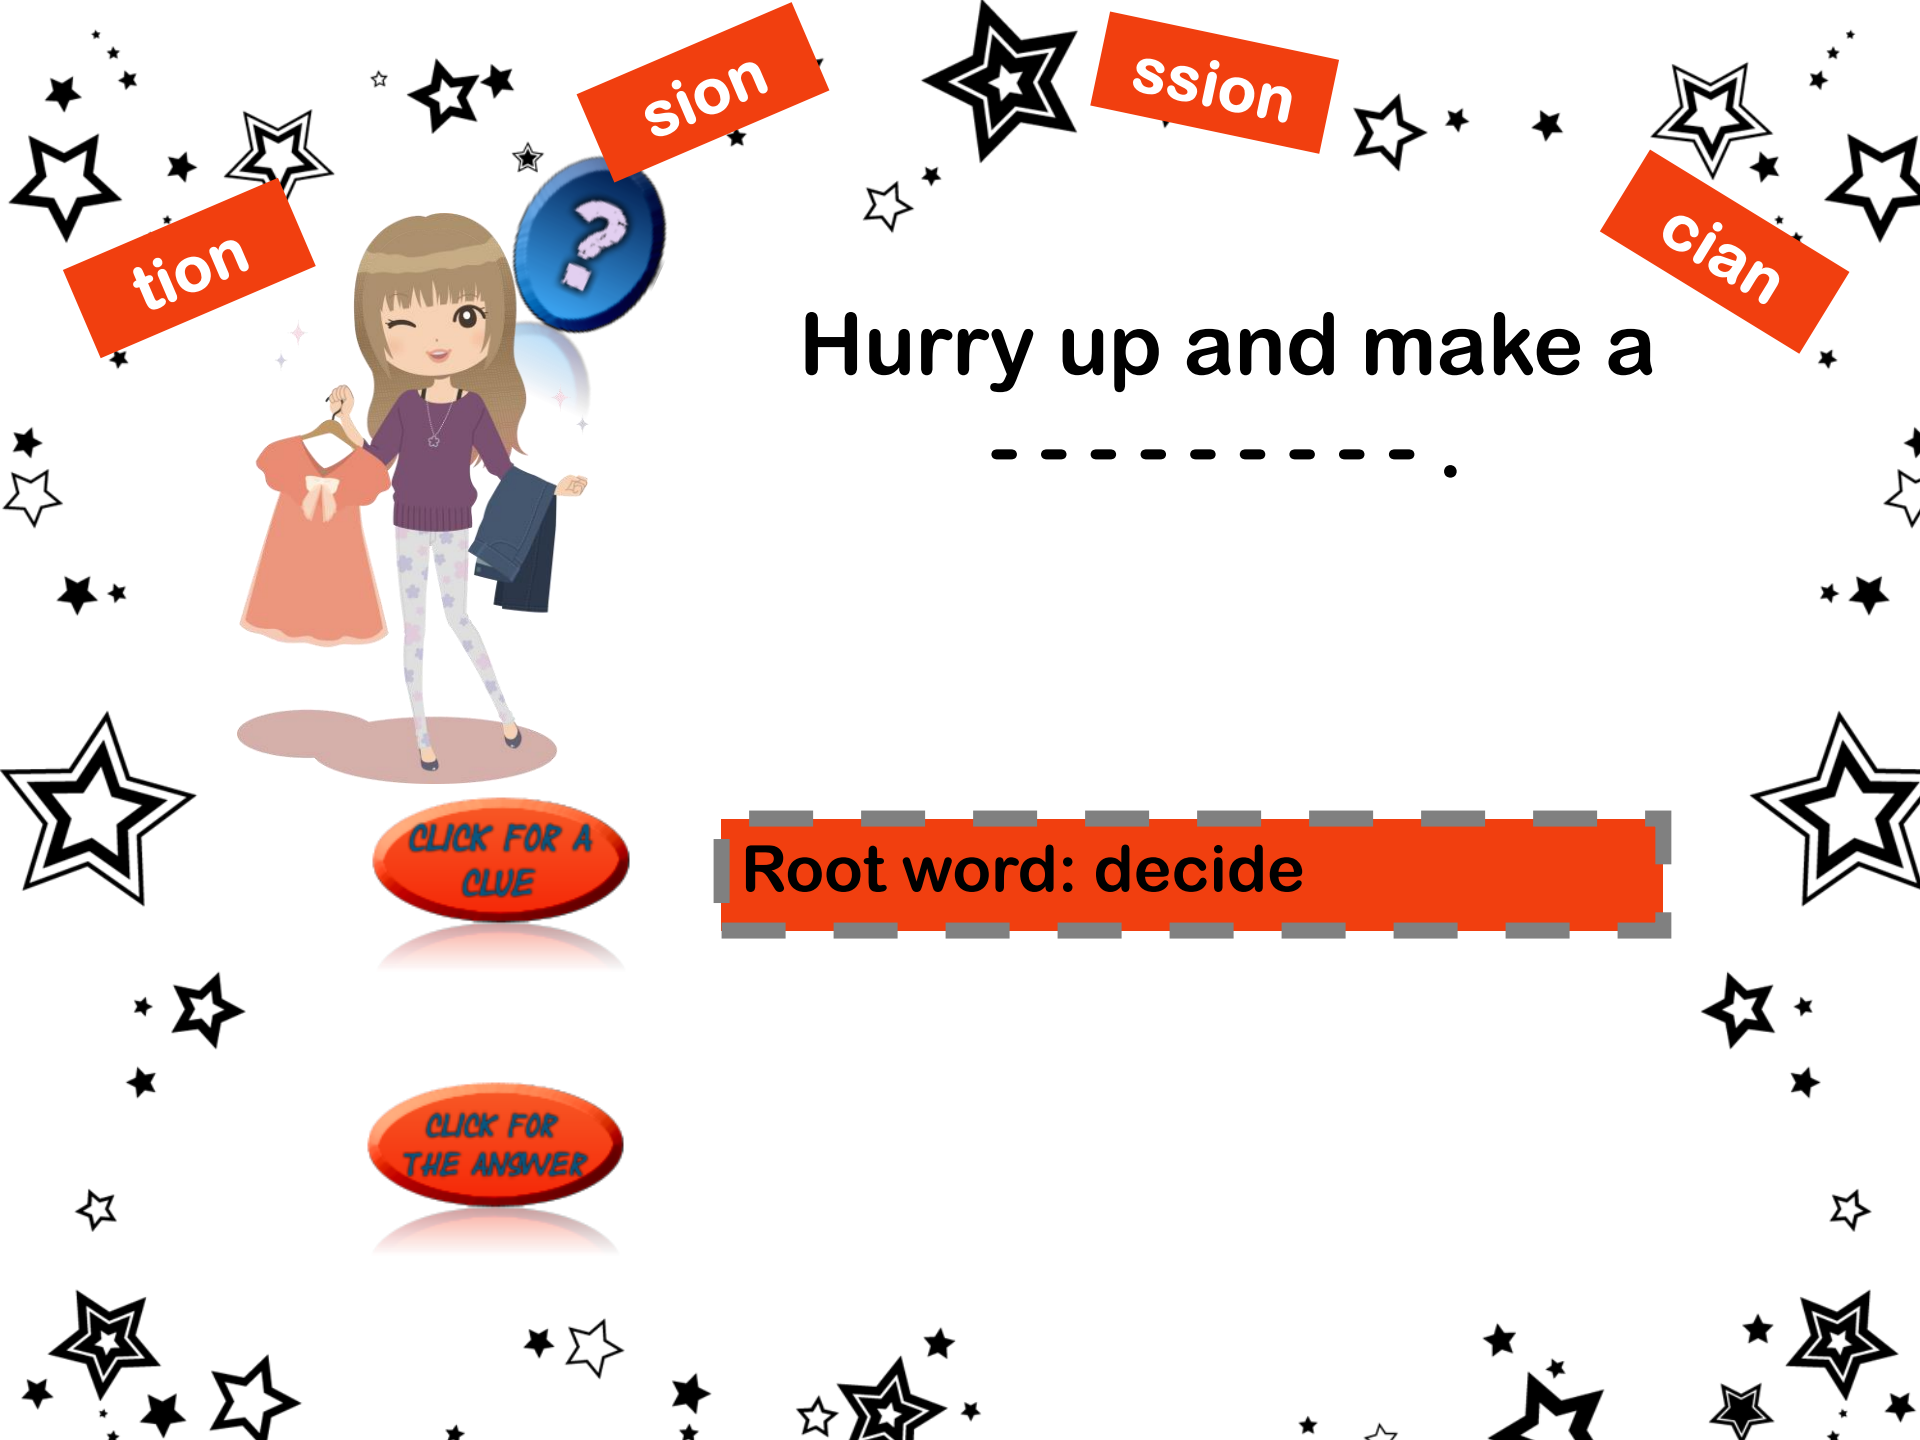 tion
sion
ssion
cian
?
Hurry up and make a
- - - - - - - - - .
CLICK FOR A
CLUE
Root word: decide
CLICK FOR
THE ANSWER